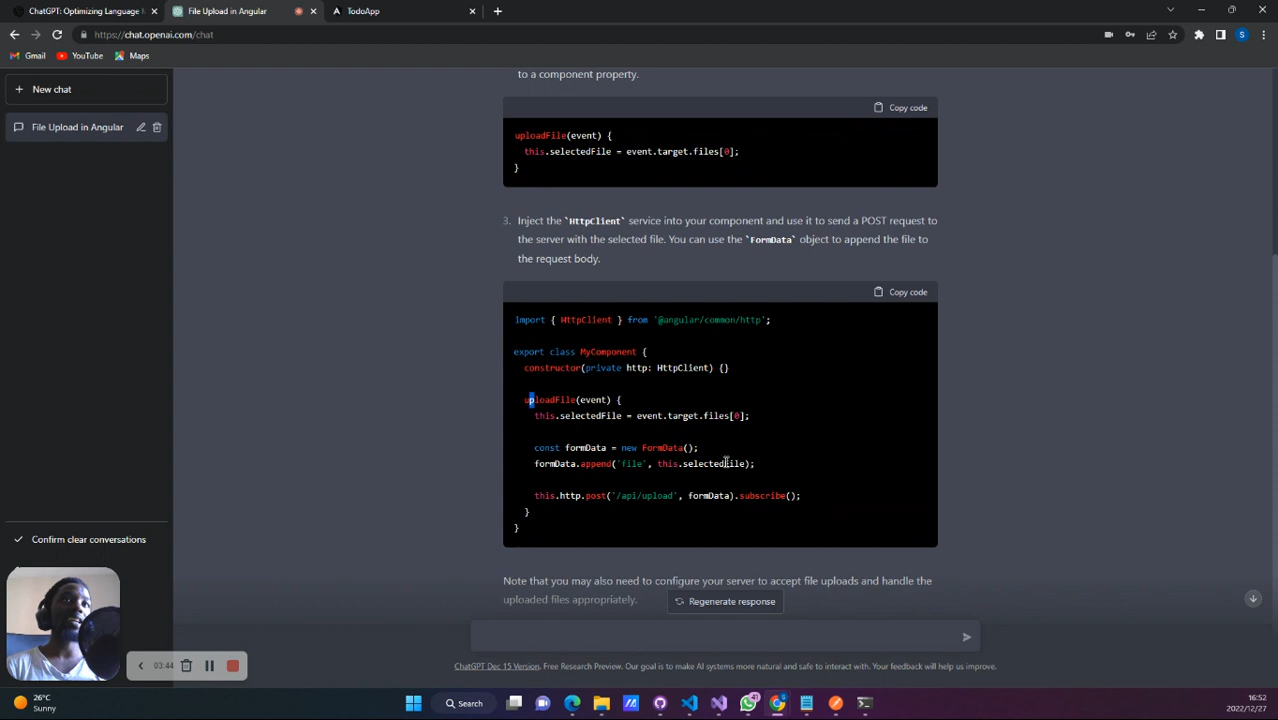 ChatGPT: Optimizing Language M
File Upload in Angular
TodoApp
https://chat.openai.com/chat
S
Gmail
YouTube
Maps
New chat
File Upload in Angular
to a component property.
Copy code
uploadFile(event) {
this.selectedFile = event.target.files[0];
}
3. Inject the `HttpClient` service into your component and use it to send a POST request to
the server with the selected file. You can use the `FormData` object to append the file to
the request body.
Copy code
import { HttpClient } from '@angular/common/http';
export class MyComponent {
constructor(private http: HttpClient) {}
uploadFile(event) {
this.selectedFile = event.target.files[0];
const formData = new FormData();
formData.append('file', this.selectedFile);
this.http.post('/api/upload', formData).subscribe();
}
}
Note that you may also need to configure your server to accept file uploads and handle the
uploaded files appropriately.
Regenerate response
Confirm clear conversations
03:44
ChatGPT Dec 15 Version. Free Research Preview. Our goal is to make AI systems more natural and safe to interact with. Your feedback will help us improve.
26°C
Sunny
Search
41
16:52
2022/12/27